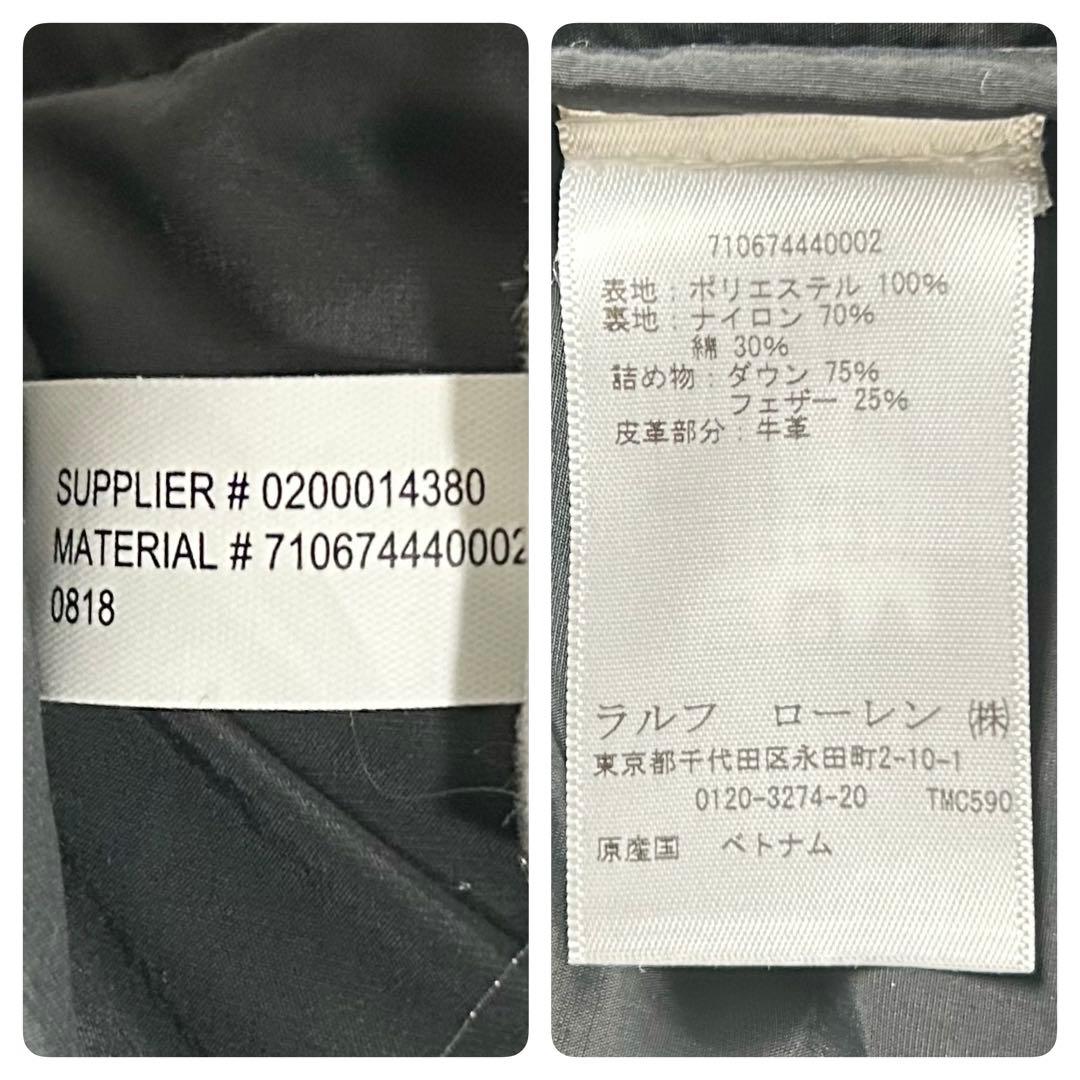 SUPPLIER # 0200014380
MATERIAL # 710674440002
0818
710674440002
表地 : ポリエステル 100%
裏地 : ナイロン 70%
綿 30%
詰め物 : ダウン 75%
フェザー 25%
皮革部分 : 牛革
ラルフ ローレン ㈱
東京都千代田区永田町2-10-1
0120-3274-20 TMC590
原産国 ベトナム